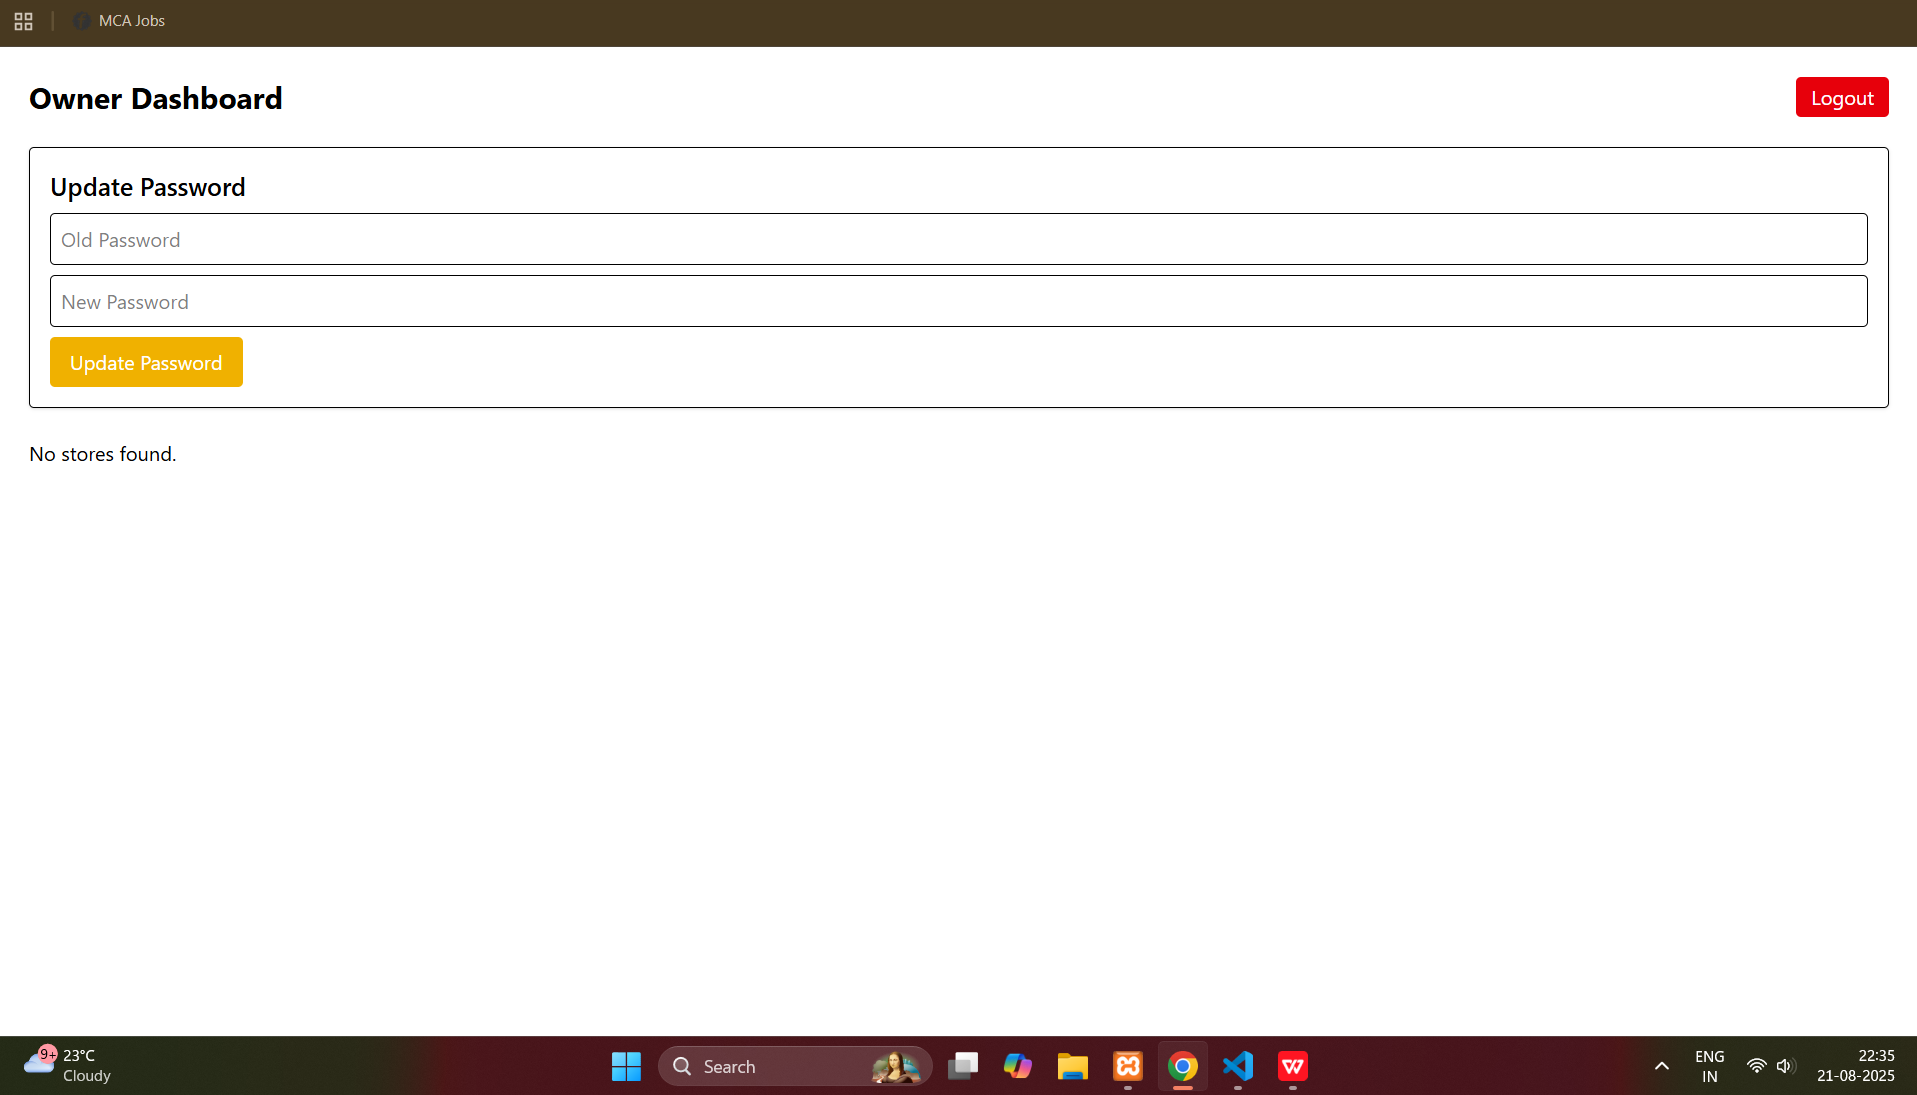 MCA Jobs
Owner Dashboard
Logout
Update Password
Old Password
New Password
Update Password
No stores found.
9+
23°C
Cloudy
Search
ENG
IN
22:35
21-08-2025